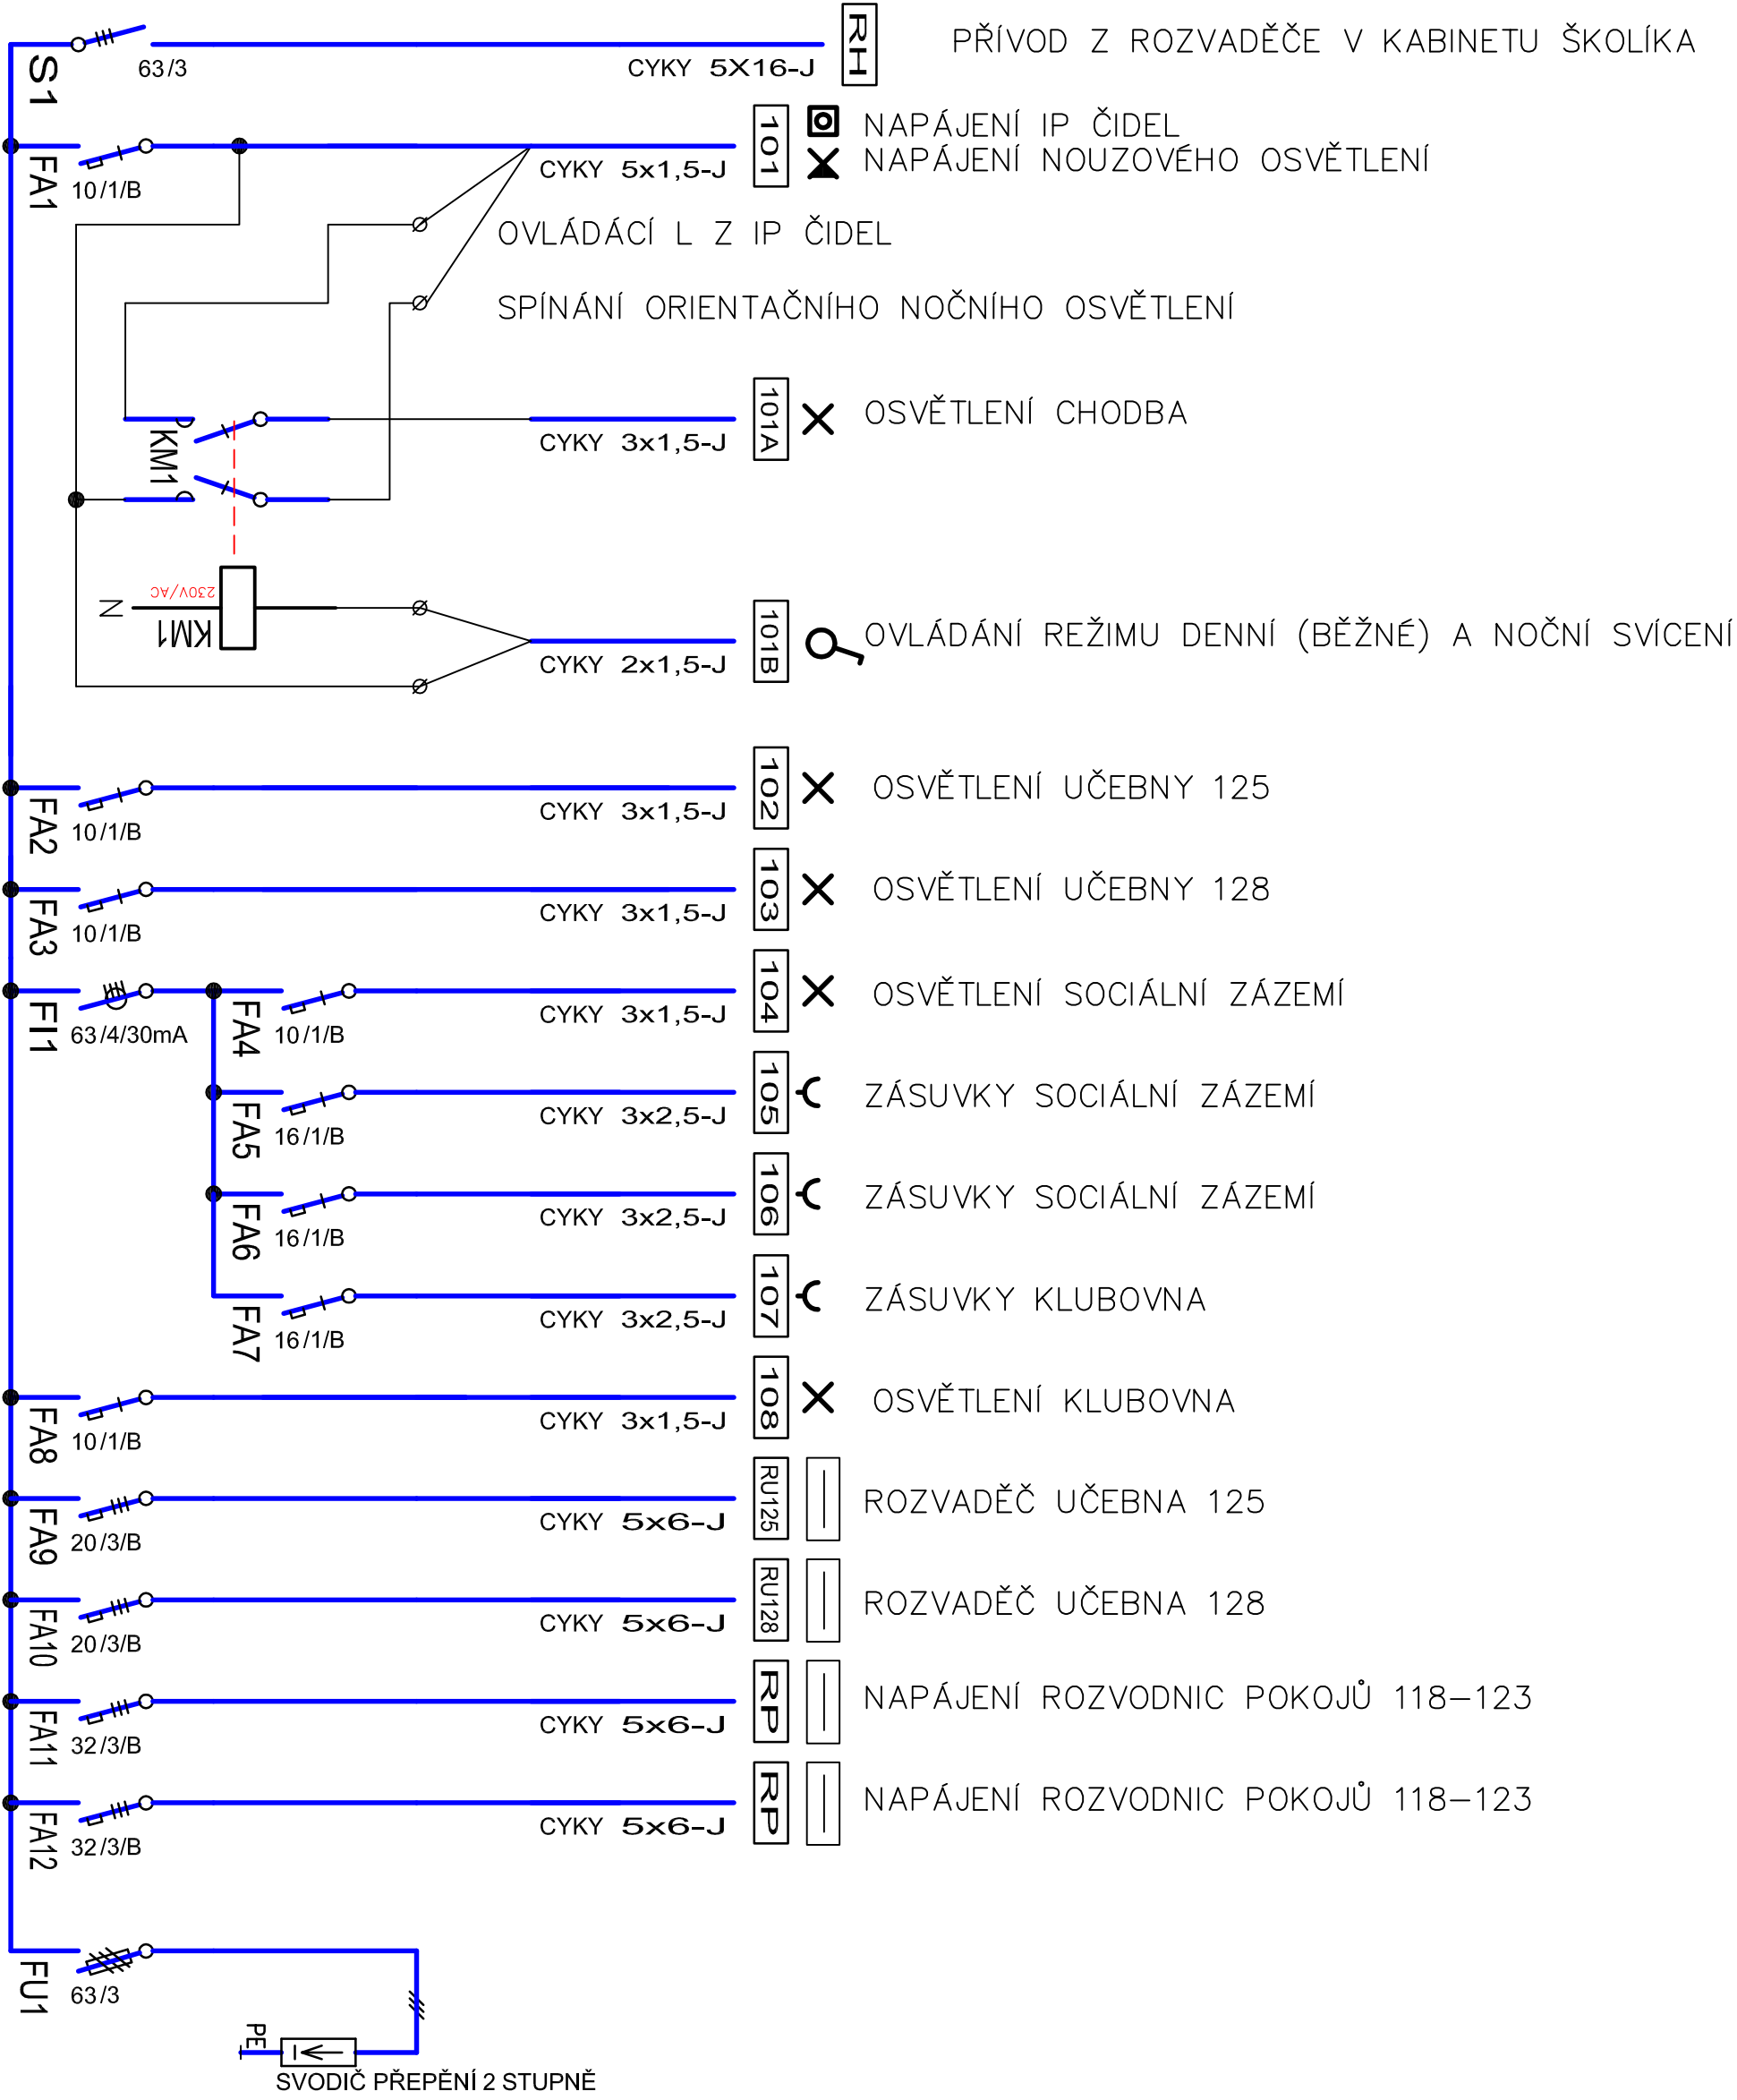 S1
63/3
CYKY 5X16-J
RH
PŘÍVOD Z ROZVADĚČE V KABINETU ŠKOLÍKA
FA1
10/1/B
CYKY 5x1,5-J
101
NAPÁJENÍ IP ČIDEL
NAPÁJENÍ NOUZOVÉHO OSVĚTLENÍ
OVLÁDÁCÍ L Z IP ČIDEL
SPÍNÁNÍ ORIENTAČNÍHO NOČNÍHO OSVĚTLENÍ
KM1
CYKY 3x1,5-J
101A
OSVĚTLENÍ CHODBA
N
230V/AC
KM1
CYKY 2x1,5-J
101B
OVLÁDÁNÍ REŽIMU DENNÍ (BĚŽNÉ) A NOČNÍ SVÍCENÍ
FA2
10/1/B
CYKY 3x1,5-J
102
OSVĚTLENÍ UČEBNY 125
FA3
10/1/B
CYKY 3x1,5-J
103
OSVĚTLENÍ UČEBNY 128
FI1
63/4/30mA
FA4
10/1/B
CYKY 3x1,5-J
104
OSVĚTLENÍ SOCIÁLNÍ ZÁZEMÍ
FA5
16/1/B
CYKY 3x2,5-J
105
ZÁSUVKY SOCIÁLNÍ ZÁZEMÍ
FA6
16/1/B
CYKY 3x2,5-J
106
ZÁSUVKY SOCIÁLNÍ ZÁZEMÍ
FA7
16/1/B
CYKY 3x2,5-J
107
ZÁSUVKY KLUBOVNA
FA8
10/1/B
CYKY 3x1,5-J
108
OSVĚTLENÍ KLUBOVNA
FA9
20/3/B
CYKY 5x6-J
RU125
ROZVADĚČ UČEBNA 125
FA10
20/3/B
CYKY 5x6-J
RU128
ROZVADĚČ UČEBNA 128
FA11
32/3/B
CYKY 5x6-J
RP
NAPÁJENÍ ROZVODNIC POKOJŮ 118-123
FA12
32/3/B
CYKY 5x6-J
RP
NAPÁJENÍ ROZVODNIC POKOJŮ 118-123
FU1
63/3
PE
SVODIČ PŘEPĚNÍ 2 STUPNĚ